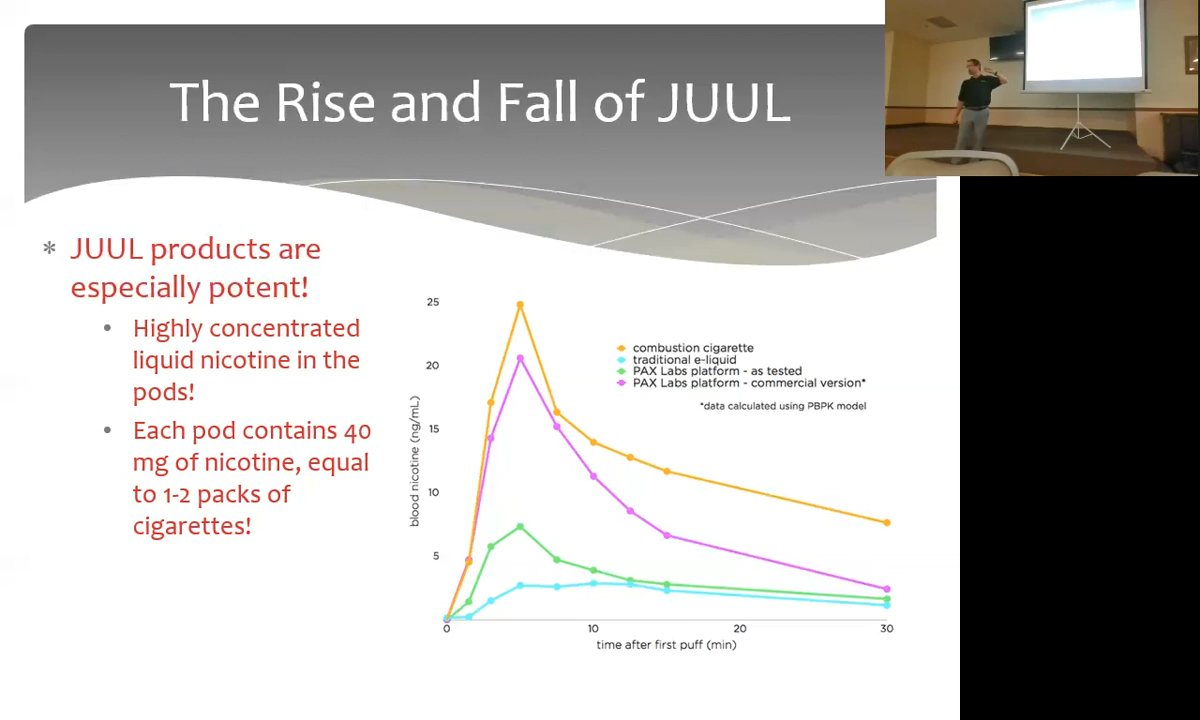 The Rise and Fall of JUUL
* JUUL products are
especially potent!
• Highly concentrated
liquid nicotine in the
pods!
• Each pod contains 40
mg of nicotine, equal
to 1-2 packs of
cigarettes!
25
20
15
10
5
blood nicotine (ng/mL)
combustion cigarette
traditional e-liquid
PAX Labs platform - as tested
PAX Labs platform - commercial version*
*data calculated using PBPK model
0 10 20 30
time after first puff (min)